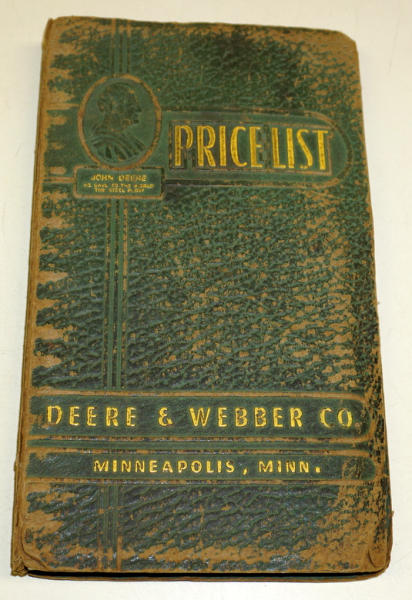 PRICE LIST
JOHN DEERE
HE GAVE TO THE WORLD
THE STEEL PLOW
DEERE & WEBBER CO.
MINNEAPOLIS, MINN.